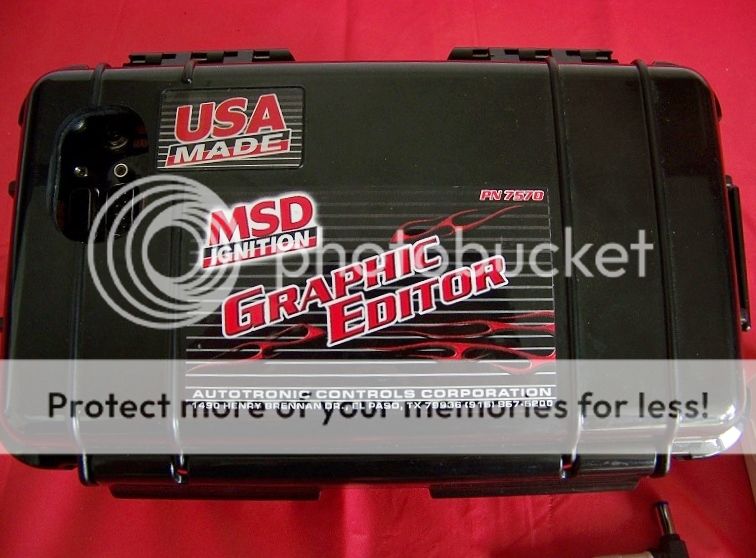 USA
MADE
PN 7570
MSD
IGNITION
GRAPHIC
EDITOR
photobucket
AUTOTRONIC CONTROLS CORPORATION
1490 HENRY BRENNAN DR., EL PASO, TX 79936 (915) 857-5200
Protect more of your memories for less!